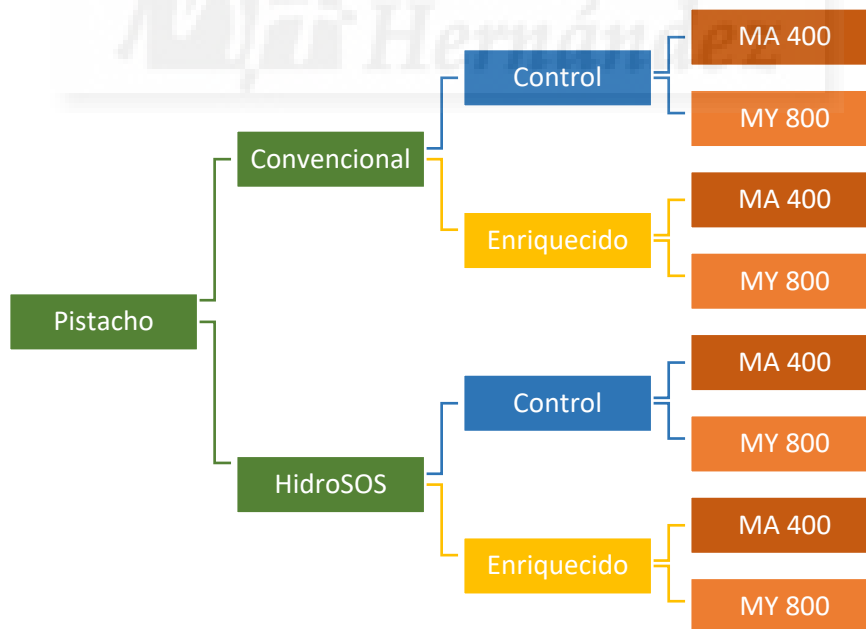 Hernández
Pistacho
Convencional
Control
MA 400
MY 800
Enriquecido
MA 400
MY 800
HidroSOS
Control
MA 400
MY 800
Enriquecido
MA 400
MY 800